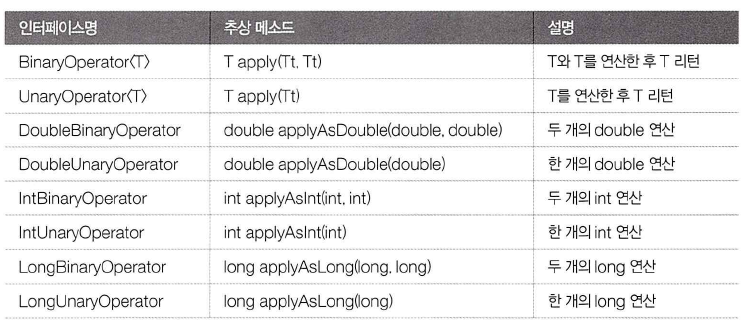 인터페이스명 추상 메소드 설명
BinaryOperator<T> T apply(Tt, Tt) T와 T를 연산한 후 T 리턴
UnaryOperator<T> T apply(Tt) T를 연산한 후 T 리턴
DoubleBinaryOperator double applyAsDouble(double, double) 두 개의 double 연산
DoubleUnaryOperator double applyAsDouble(double) 한 개의 double 연산
IntBinaryOperator int applyAsInt(int, int) 두 개의 int 연산
IntUnaryOperator int applyAsInt(int) 한 개의 int 연산
LongBinaryOperator long applyAsLong(long, long) 두 개의 long 연산
LongUnaryOperator long applyAsLong(long) 한 개의 long 연산